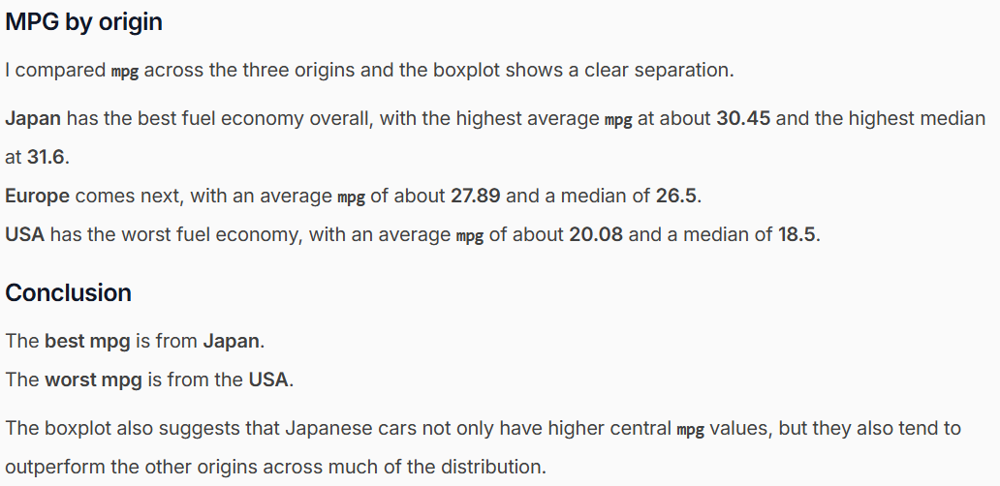 MPG by origin
I compared mpg across the three origins and the boxplot shows a clear separation.
Japan has the best fuel economy overall, with the highest average mpg at about 30.45 and the highest median
at 31.6.
Europe comes next, with an average mpg of about 27.89 and a median of 26.5.
USA has the worst fuel economy, with an average mpg of about 20.08 and a median of 18.5.
Conclusion
The best mpg is from Japan.
The worst mpg is from the USA.
The boxplot also suggests that Japanese cars not only have higher central mpg values, but they also tend to
outperform the other origins across much of the distribution.